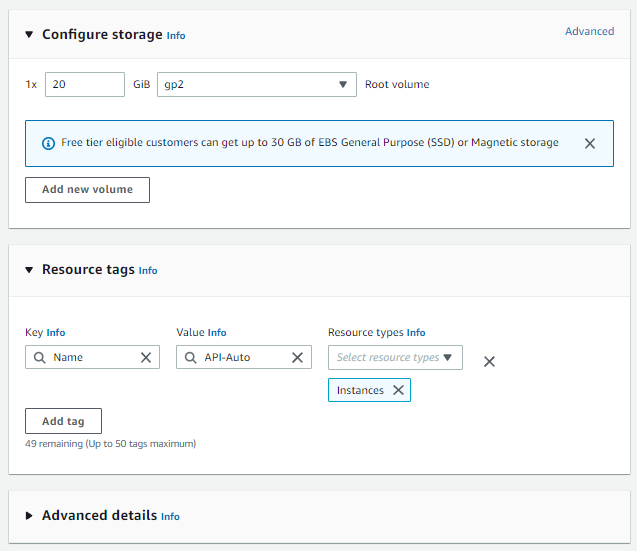 Configure storage Info Advanced
1x 20 GiB gp2 Root volume
Free tier eligible customers can get up to 30 GB of EBS General Purpose (SSD) or Magnetic storage
Add new volume
Resource tags Info
Key Info Value Info Resource types Info
Name API-Auto Select resource types
Instances
Add tag
49 remaining (Up to 50 tags maximum)
Advanced details Info